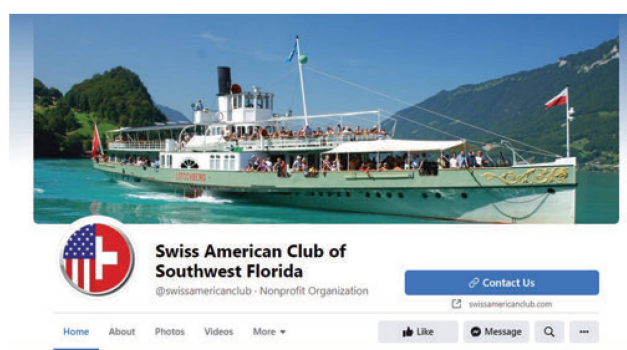 LÖTSCHBERG
Swiss American Club of
Southwest Florida
@swissamericanclub · Nonprofit Organization
Contact Us
swissamericanclub.com
Home About Photos Videos More Like Message